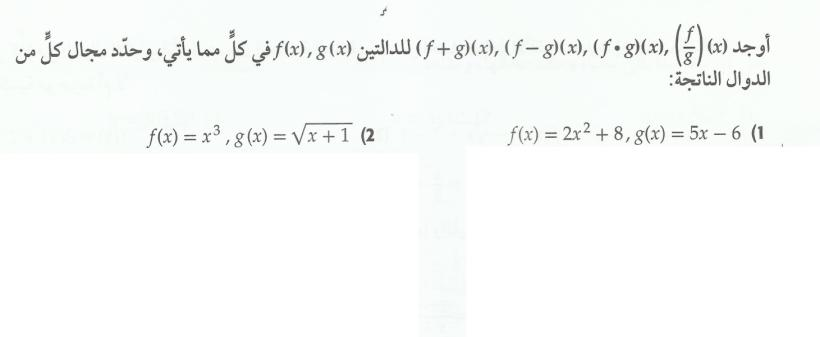 أوجد (f+g)(x), (f−g)(x), (f•g)(x), (f/g)(x) للدالتين f(x), g(x) في كلٍّ مما يأتي، وحدّد مجال كلٍّ من
الدوال الناتجة:
1) f(x) = 2x² + 8, g(x) = 5x − 6
2) f(x) = x³, g(x) = √(x + 1)